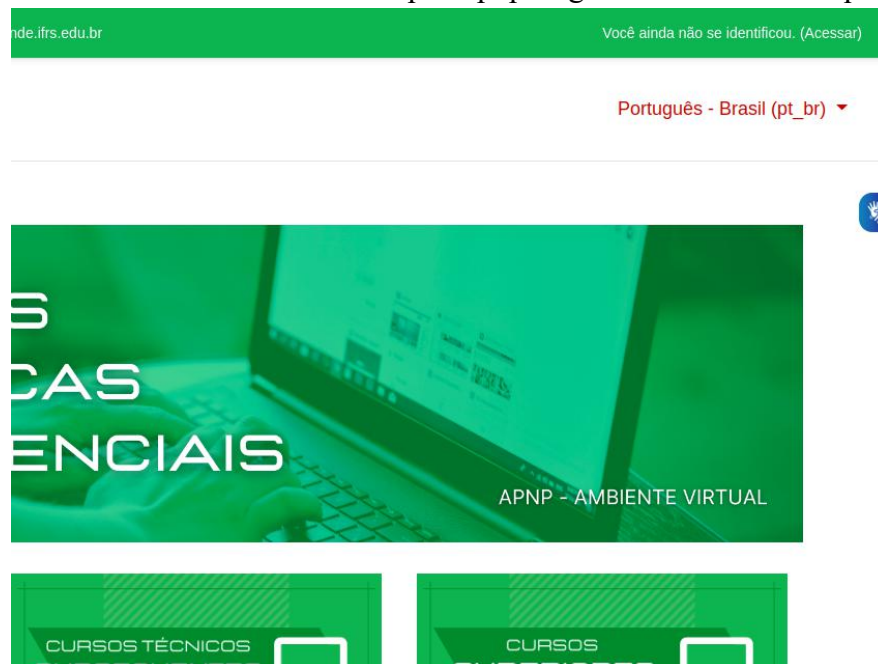 nde.ifrs.edu.br
Você ainda não se identificou. (Acessar)
Português - Brasil (pt_br)
S
CAS
ENCIAIS
APNP - AMBIENTE VIRTUAL
CURSOS TÉCNICOS
CURSOS